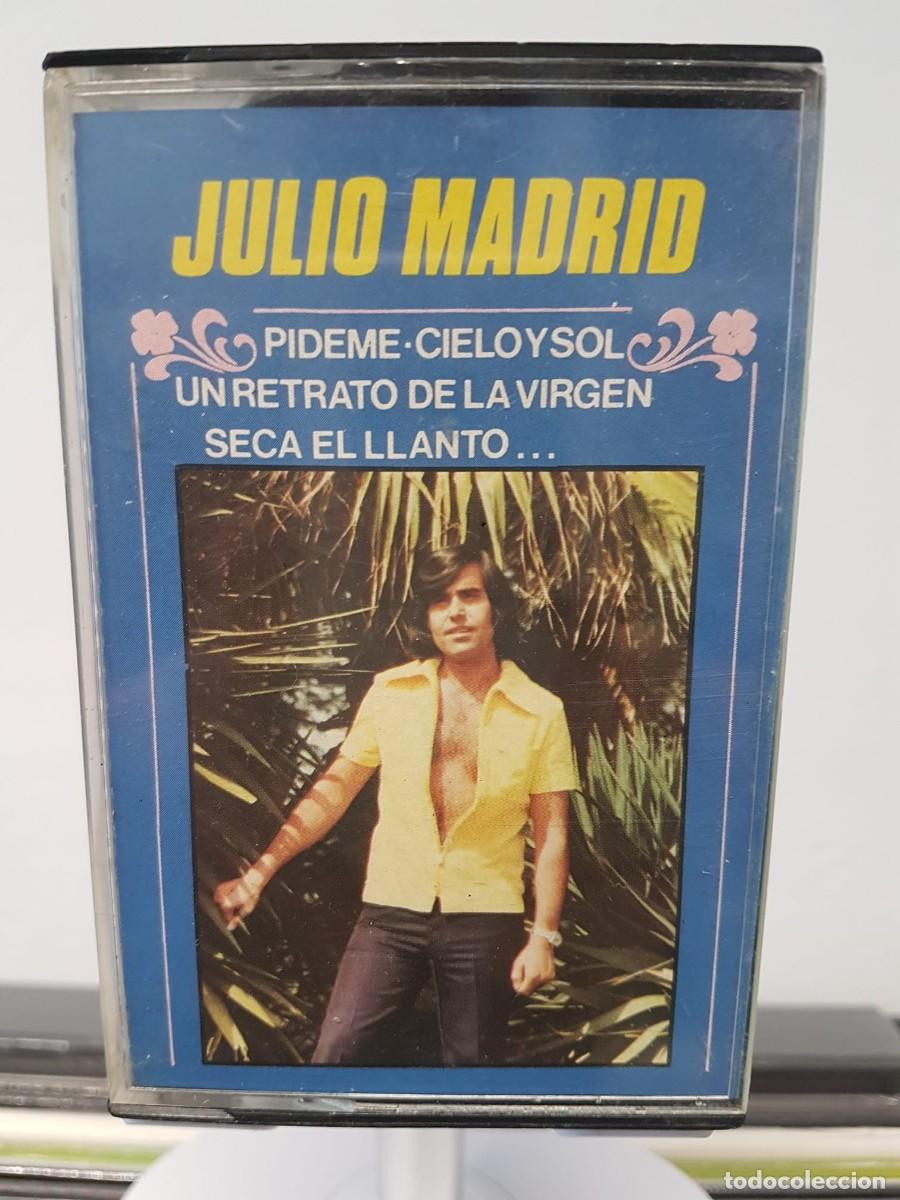 JULIO MADRID
PIDEME·CIELO Y SOL
UN RETRATO DE LA VIRGEN
SECA EL LLANTO...
todocoleccion